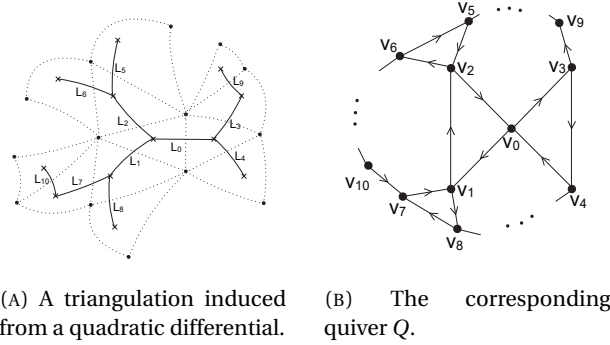 L5
L6
L9
L2
L3
L0
L1
L4
L10
L7
L8
V5
V9
V6
V2
V3
V0
V10
V1
V7
V4
V8
(A) A triangulation induced
from a quadratic differential.
(B) The corresponding
quiver Q.